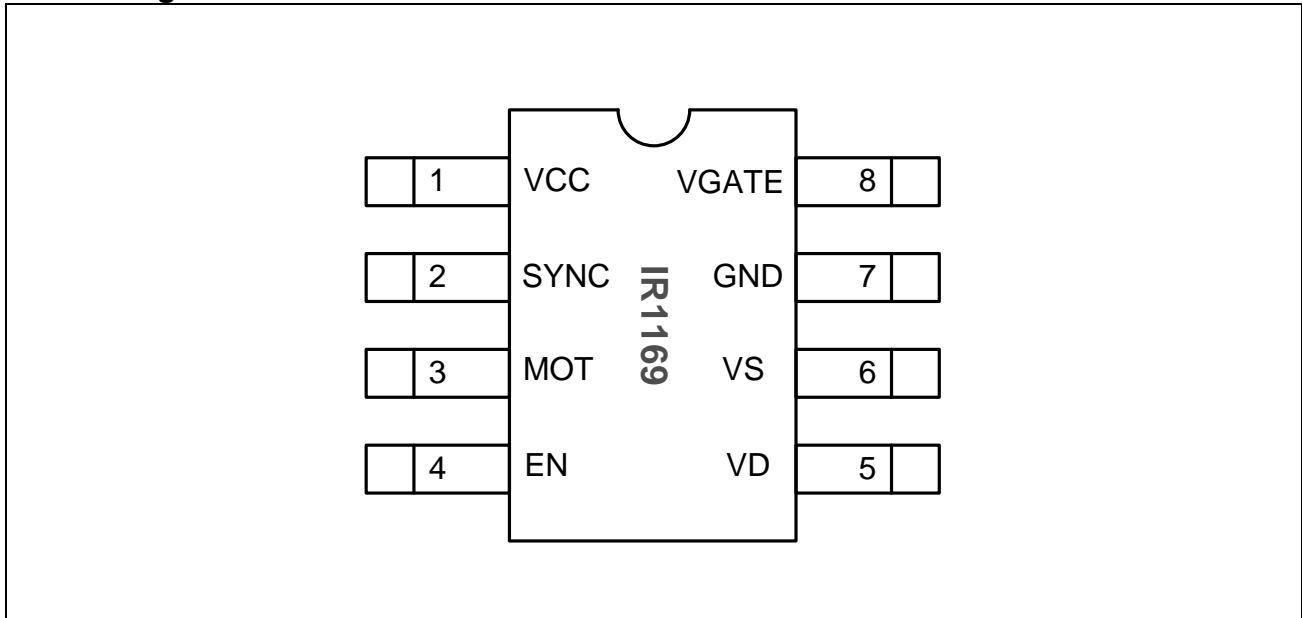 1 VCC VGATE 8
2 SYNC GND 7
3 MOT VS 6
4 EN VD 5
IR1169